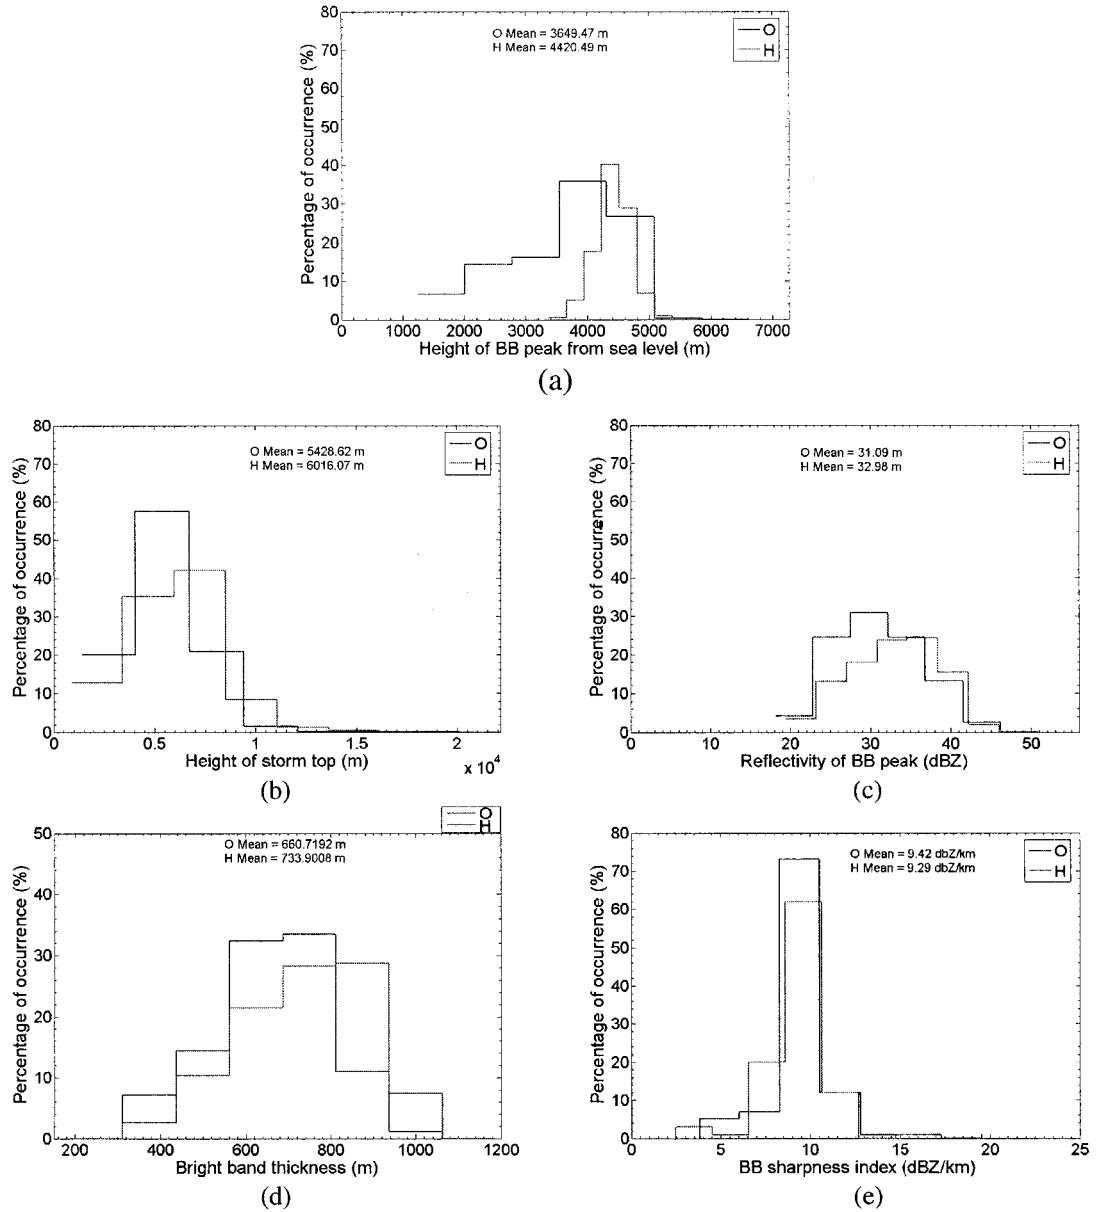 80
70
60
50
40
30
20
10
0
Percentage of occurrence (%)
O Mean = 3649.47 m
H Mean = 4420.49 m
O
H
0 1000 2000 3000 4000 5000 6000 7000
Height of BB peak from sea level (m)
(a)
80
70
60
50
40
30
20
10
0
Percentage of occurrence (%)
O Mean = 5428.62 m
H Mean = 6016.07 m
O
H
0 0.5 1 1.5 2
Height of storm top (m)
x 10^4
(b)
80
70
60
50
40
30
20
10
0
Percentage of occurrence (%)
O Mean = 31.09 m
H Mean = 32.98 m
O
H
0 10 20 30 40 50
Reflectivity of BB peak (dBZ)
(c)
50
40
30
20
10
0
Percentage of occurrence (%)
O Mean = 660.7192 m
H Mean = 733.9008 m
O
H
200 400 600 800 1000 1200
Bright band thickness (m)
(d)
80
70
60
50
40
30
20
10
0
Percentage of occurrence (%)
O Mean = 9.42 dbZ/km
H Mean = 9.29 dbZ/km
O
H
0 5 10 15 20 25
BB sharpness index (dBZ/km)
(e)